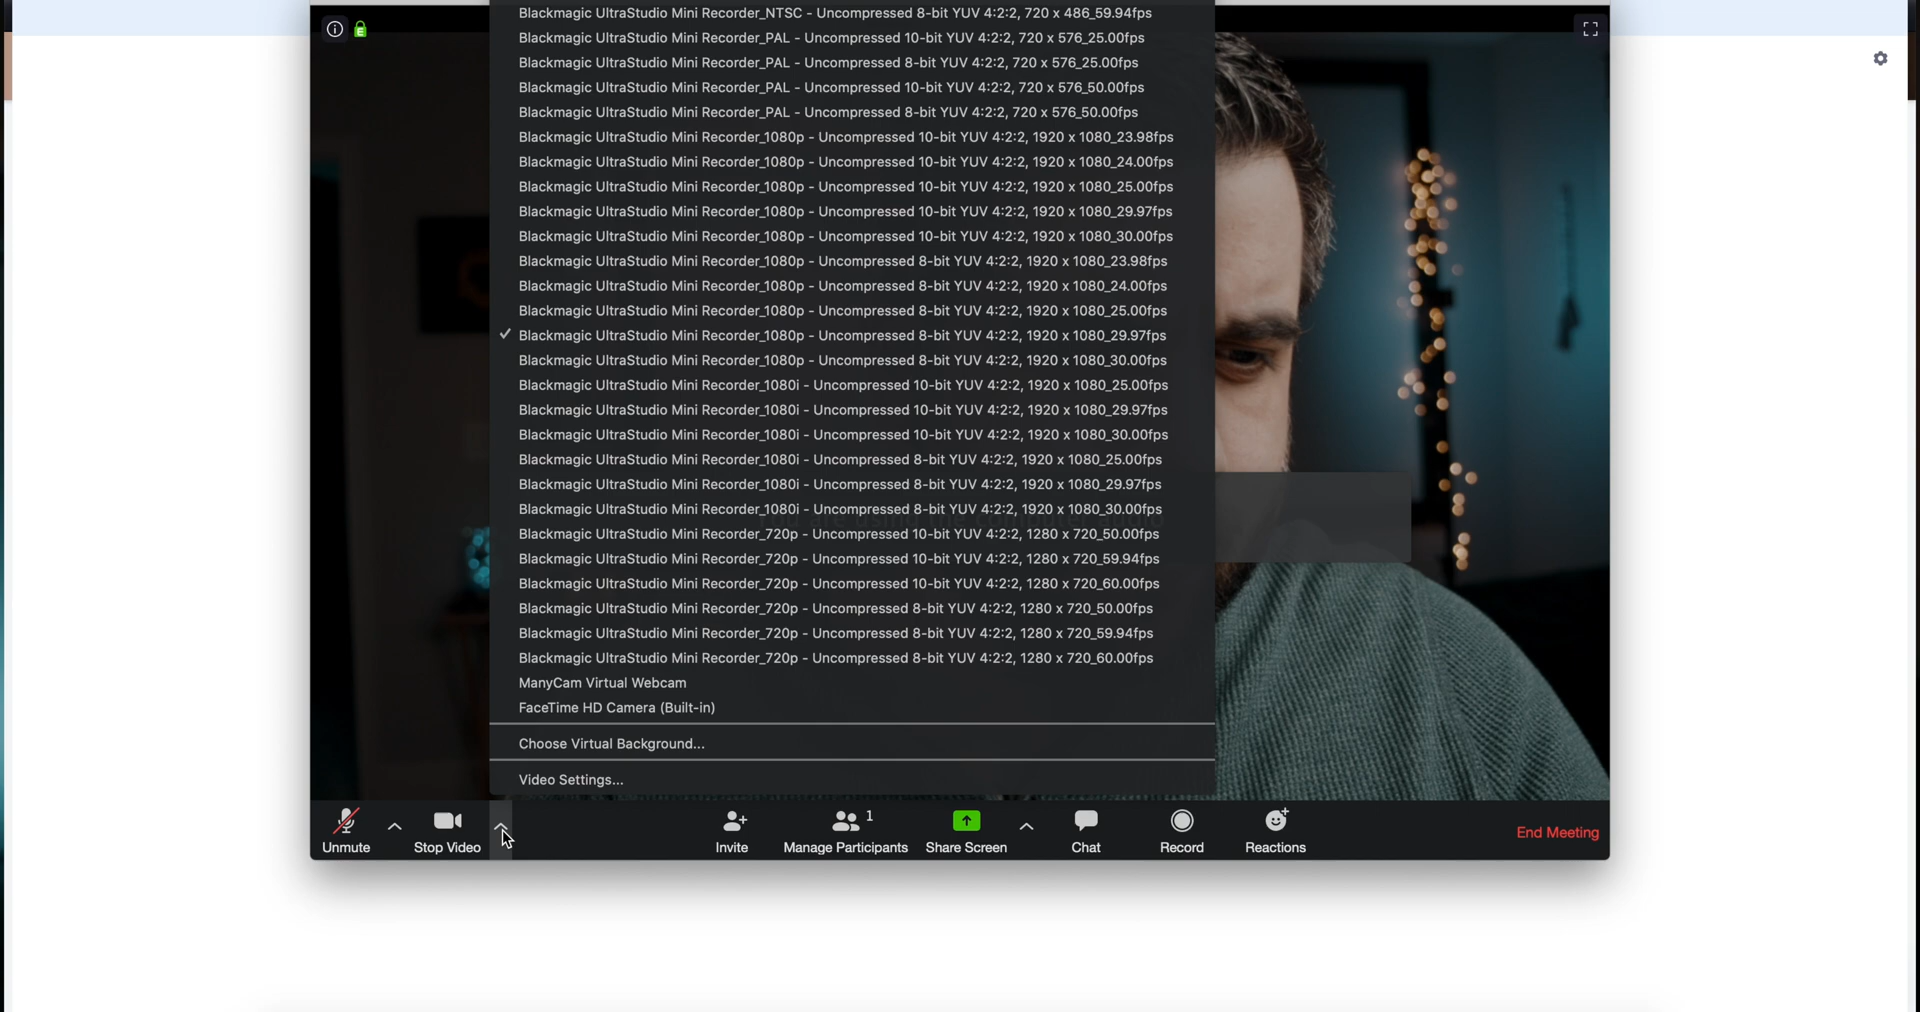 Blackmagic UltraStudio Mini Recorder_NTSC - Uncompressed 8-bit YUV 4:2:2, 720 x 486_59.94fps
Blackmagic UltraStudio Mini Recorder_PAL - Uncompressed 10-bit YUV 4:2:2, 720 x 576_25.00fps
Blackmagic UltraStudio Mini Recorder_PAL - Uncompressed 8-bit YUV 4:2:2, 720 x 576_25.00fps
Blackmagic UltraStudio Mini Recorder_PAL - Uncompressed 10-bit YUV 4:2:2, 720 x 576_50.00fps
Blackmagic UltraStudio Mini Recorder_PAL - Uncompressed 8-bit YUV 4:2:2, 720 x 576_50.00fps
Blackmagic UltraStudio Mini Recorder_1080p - Uncompressed 10-bit YUV 4:2:2, 1920 x 1080_23.98fps
Blackmagic UltraStudio Mini Recorder_1080p - Uncompressed 10-bit YUV 4:2:2, 1920 x 1080_24.00fps
Blackmagic UltraStudio Mini Recorder_1080p - Uncompressed 10-bit YUV 4:2:2, 1920 x 1080_25.00fps
Blackmagic UltraStudio Mini Recorder_1080p - Uncompressed 10-bit YUV 4:2:2, 1920 x 1080_29.97fps
Blackmagic UltraStudio Mini Recorder_1080p - Uncompressed 10-bit YUV 4:2:2, 1920 x 1080_30.00fps
Blackmagic UltraStudio Mini Recorder_1080p - Uncompressed 8-bit YUV 4:2:2, 1920 x 1080_23.98fps
Blackmagic UltraStudio Mini Recorder_1080p - Uncompressed 8-bit YUV 4:2:2, 1920 x 1080_24.00fps
Blackmagic UltraStudio Mini Recorder_1080p - Uncompressed 8-bit YUV 4:2:2, 1920 x 1080_25.00fps
Blackmagic UltraStudio Mini Recorder_1080p - Uncompressed 8-bit YUV 4:2:2, 1920 x 1080_29.97fps
Blackmagic UltraStudio Mini Recorder_1080p - Uncompressed 8-bit YUV 4:2:2, 1920 x 1080_30.00fps
Blackmagic UltraStudio Mini Recorder_1080i - Uncompressed 10-bit YUV 4:2:2, 1920 x 1080_25.00fps
Blackmagic UltraStudio Mini Recorder_1080i - Uncompressed 10-bit YUV 4:2:2, 1920 x 1080_29.97fps
Blackmagic UltraStudio Mini Recorder_1080i - Uncompressed 10-bit YUV 4:2:2, 1920 x 1080_30.00fps
Blackmagic UltraStudio Mini Recorder_1080i - Uncompressed 8-bit YUV 4:2:2, 1920 x 1080_25.00fps
Blackmagic UltraStudio Mini Recorder_1080i - Uncompressed 8-bit YUV 4:2:2, 1920 x 1080_29.97fps
Blackmagic UltraStudio Mini Recorder_1080i - Uncompressed 8-bit YUV 4:2:2, 1920 x 1080_30.00fps
You are using the computer audio
Blackmagic UltraStudio Mini Recorder_720p - Uncompressed 10-bit YUV 4:2:2, 1280 x 720_50.00fps
Blackmagic UltraStudio Mini Recorder_720p - Uncompressed 10-bit YUV 4:2:2, 1280 x 720_59.94fps
Blackmagic UltraStudio Mini Recorder_720p - Uncompressed 10-bit YUV 4:2:2, 1280 x 720_60.00fps
Blackmagic UltraStudio Mini Recorder_720p - Uncompressed 8-bit YUV 4:2:2, 1280 x 720_50.00fps
Blackmagic UltraStudio Mini Recorder_720p - Uncompressed 8-bit YUV 4:2:2, 1280 x 720_59.94fps
Blackmagic UltraStudio Mini Recorder_720p - Uncompressed 8-bit YUV 4:2:2, 1280 x 720_60.00fps
ManyCam Virtual Webcam
FaceTime HD Camera (Built-in)
Choose Virtual Background...
Video Settings...
1
Unmute Stop Video Invite Manage Participants Share Screen Chat Record Reactions End Meeting